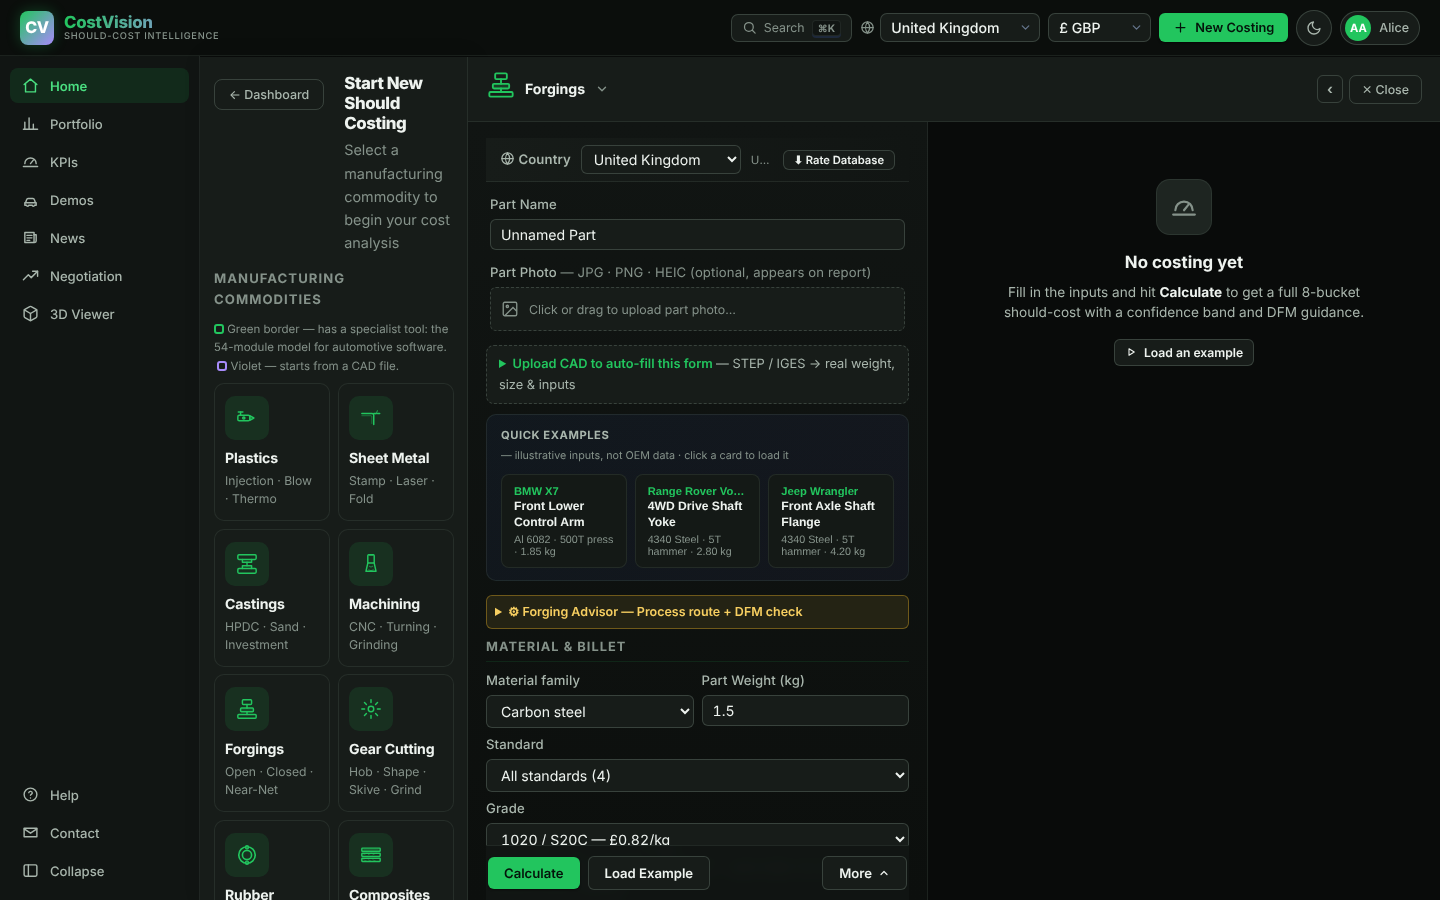 CV
CostVision
SHOULD-COST INTELLIGENCE
Search ⌘K
United Kingdom
£ GBP
+ New Costing
AA Alice
Home
Portfolio
KPIs
Demos
News
Negotiation
3D Viewer
Help
Contact
Collapse
← Dashboard
Start New
Should
Costing
Select a
manufacturing
commodity to
begin your cost
analysis
MANUFACTURING
COMMODITIES
Green border — has a specialist tool: the
54-module model for automotive software.
Violet — starts from a CAD file.
Plastics
Injection · Blow
· Thermo
Sheet Metal
Stamp · Laser ·
Fold
Castings
HPDC · Sand ·
Investment
Machining
CNC · Turning ·
Grinding
Forgings
Open · Closed ·
Near-Net
Gear Cutting
Hob · Shape ·
Skive · Grind
Rubber
Composites
Forgings
‹
✕ Close
Country
United Kingdom
U...
⬇ Rate Database
Part Name
Unnamed Part
Part Photo — JPG · PNG · HEIC (optional, appears on report)
Click or drag to upload part photo...
▶ Upload CAD to auto-fill this form — STEP / IGES → real weight,
size & inputs
QUICK EXAMPLES
— illustrative inputs, not OEM data · click a card to load it
BMW X7
Front Lower
Control Arm
Al 6082 · 500T press
· 1.85 kg
Range Rover Vo...
4WD Drive Shaft
Yoke
4340 Steel · 5T
hammer · 2.80 kg
Jeep Wrangler
Front Axle Shaft
Flange
4340 Steel · 5T
hammer · 4.20 kg
▶ ⚙ Forging Advisor — Process route + DFM check
MATERIAL & BILLET
Material family
Carbon steel
Part Weight (kg)
1.5
Standard
All standards (4)
Grade
1020 / S20C — £0.82/kg
Calculate
Load Example
More
No costing yet
Fill in the inputs and hit Calculate to get a full 8-bucket
should-cost with a confidence band and DFM guidance.
Load an example